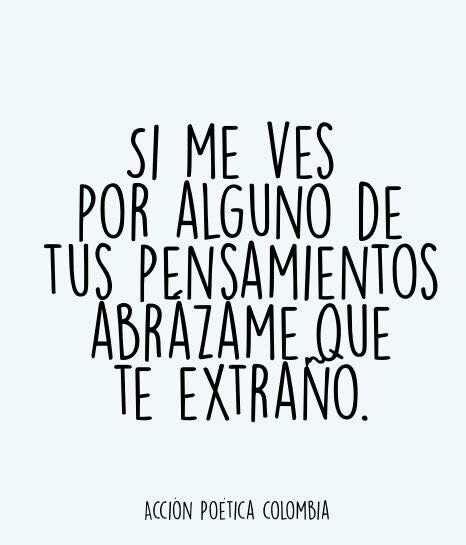 SI ME VES
POR ALGUNO DE
TUS PENSAMIENTOS
ABRÁZAME QUE
TE EXTRAÑO.
ACCIÓN POÉTICA COLOMBIA